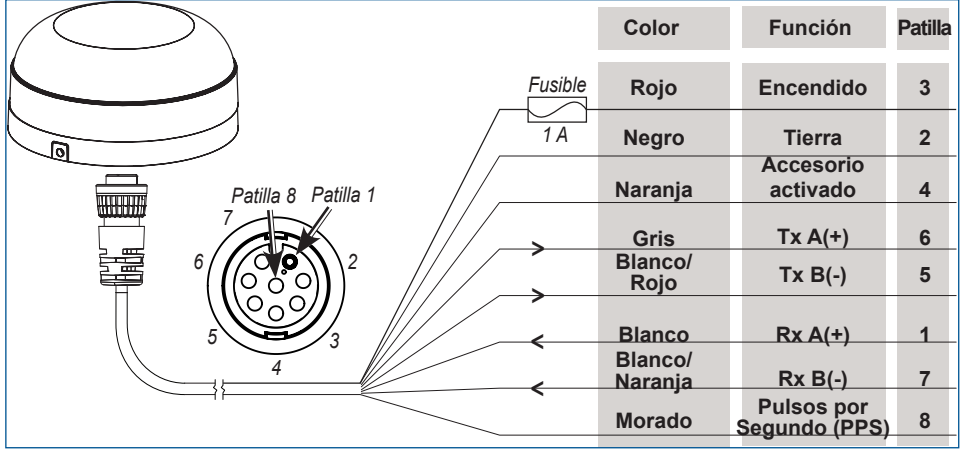 Color Función Patilla
Fusible
1 A
Rojo Encendido 3
Negro Tierra 2
Naranja Accesorio activado 4
Gris Tx A(+) 6
Blanco/Rojo Tx B(-) 5
Blanco Rx A(+) 1
Blanco/Naranja Rx B(-) 7
Morado Pulsos por Segundo (PPS) 8
Patilla 8 Patilla 1
7
6
2
5
3
4